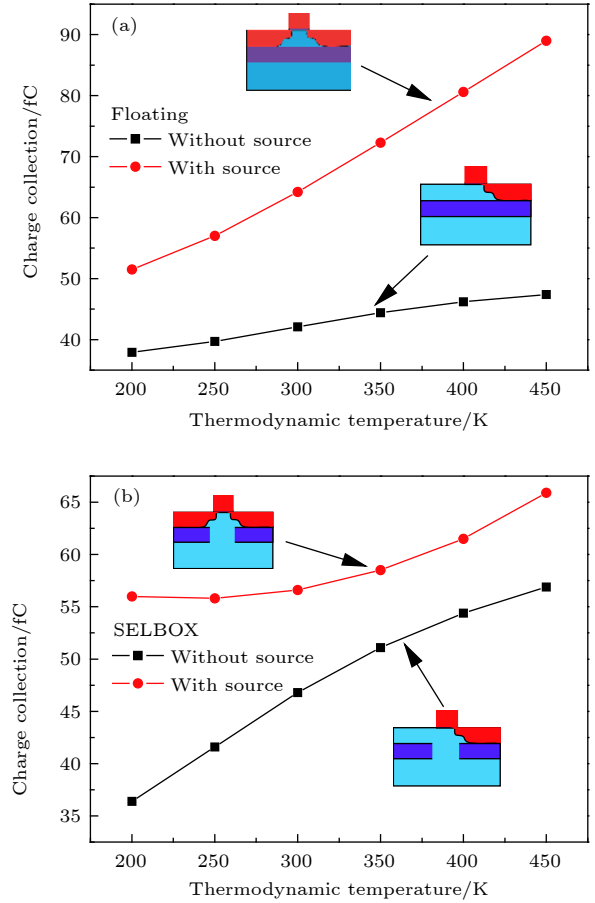 (a)
90
80
70
60
50
40
Charge collection/fC
Floating
Without source
With source
200 250 300 350 400 450
Thermodynamic temperature/K
(b)
65
60
55
50
45
40
35
Charge collection/fC
SELBOX
Without source
With source
200 250 300 350 400 450
Thermodynamic temperature/K